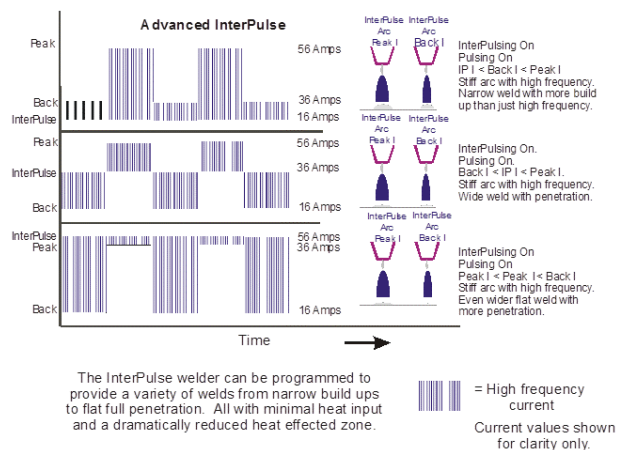 Advanced InterPulse
Peak
56 Amps
Back
36 Amps
InterPulse
16 Amps
InterPulse
Arc
Peak I
InterPulse
Arc
Back I
InterPulsing On
Pulsing On
IP I < Back I < Peak I
Stiff arc with high frequency.
Narrow weld with more build
up than just high frequency.
Peak
56 Amps
InterPulse
36 Amps
Back
16 Amps
InterPulse
Arc
Peak I
InterPulse
Arc
Back I
InterPulsing On.
Pulsing On.
Back I < IP I < Peak I.
Stiff arc with high frequency.
Wide weld with penetration.
InterPulse
56 Amps
Peak
36 Amps
Back
16 Amps
InterPulse
Arc
Peak I
InterPulse
Arc
Back I
InterPulsing On
Pulsing On
Peak I < Peak I < Back I
Stiff arc with high frequency.
Even wider flat weld with
more penetration.
Time
The InterPulse welder can be programmed to
provide a variety of welds from narrow build ups
to flat full penetration. All with minimal heat input
and a dramatically reduced heat effected zone.
= High frequency
current
Current values shown
for clarity only.